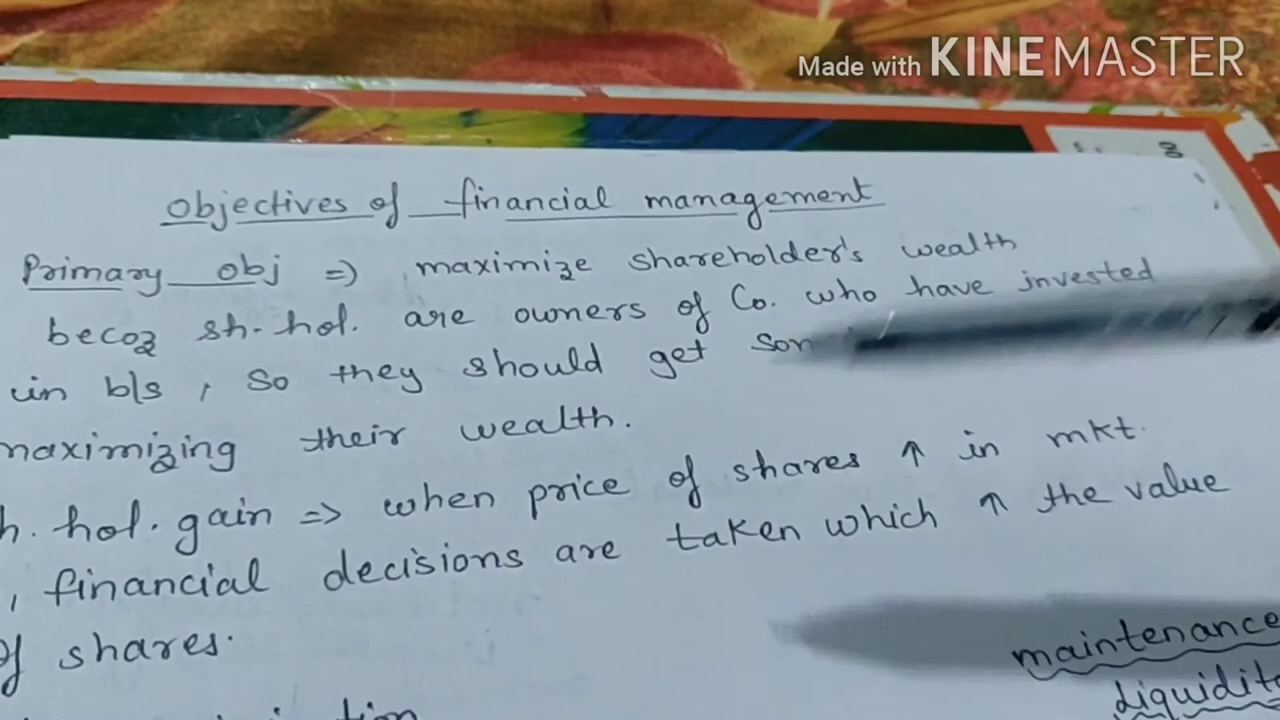 Made with KINEMASTER
3
Objectives of financial management
Primary obj => maximize shareholder's wealth
becoz sh. hol. are owners of Co. who have invested
in b/s, so they should get
maximizing their wealth.
h. hol. gain => when price of shares ↑ in mkt.
, financial decisions are taken which ↑ the value
of shares.
maintenance